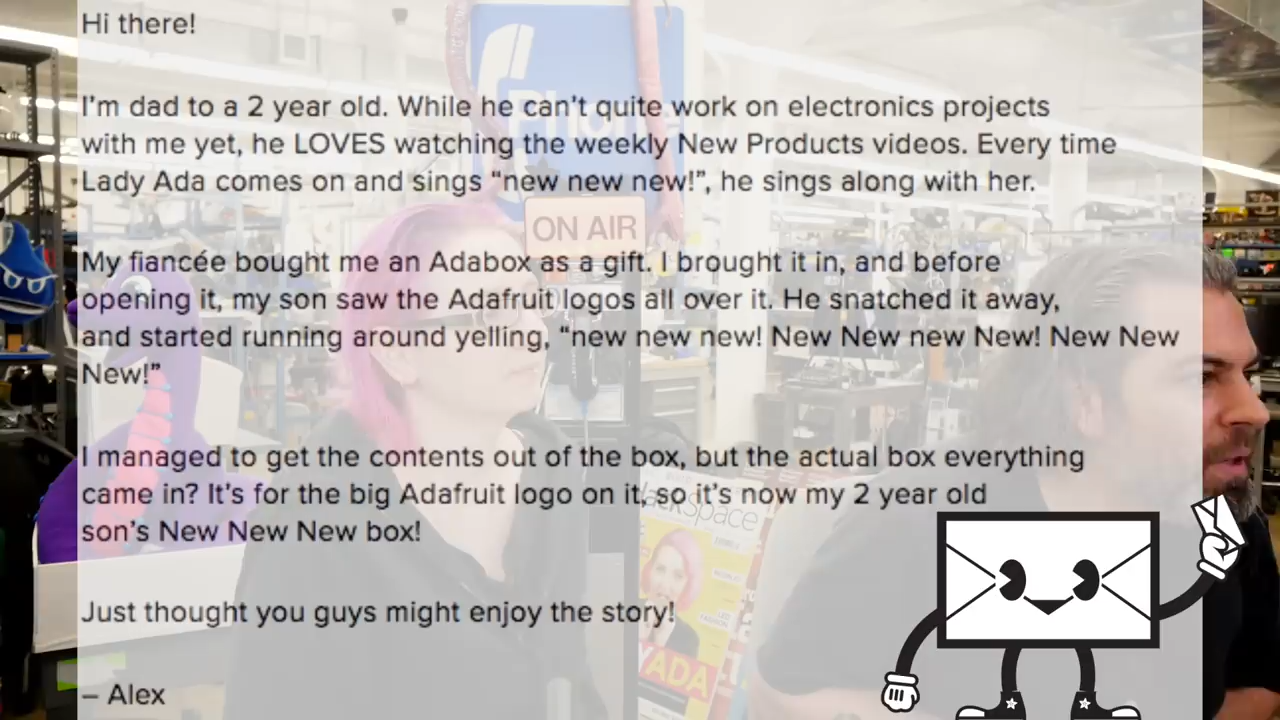 Hi there!
I'm dad to a 2 year old. While he can't quite work on electronics projects
with me yet, he LOVES watching the weekly New Products videos. Every time
Lady Ada comes on and sings “new new new!”, he sings along with her.
My fiancée bought me an Adabox as a gift. I brought it in, and before
opening it, my son saw the Adafruit logos all over it. He snatched it away,
and started running around yelling, “new new new! New New new New! New New
New!”
I managed to get the contents out of the box, but the actual box everything
came in? It's for the big Adafruit logo on it, so it's now my 2 year old
son's New New New box!
Just thought you guys might enjoy the story!
– Alex
Phone
ON AIR
HackSpace
ADA